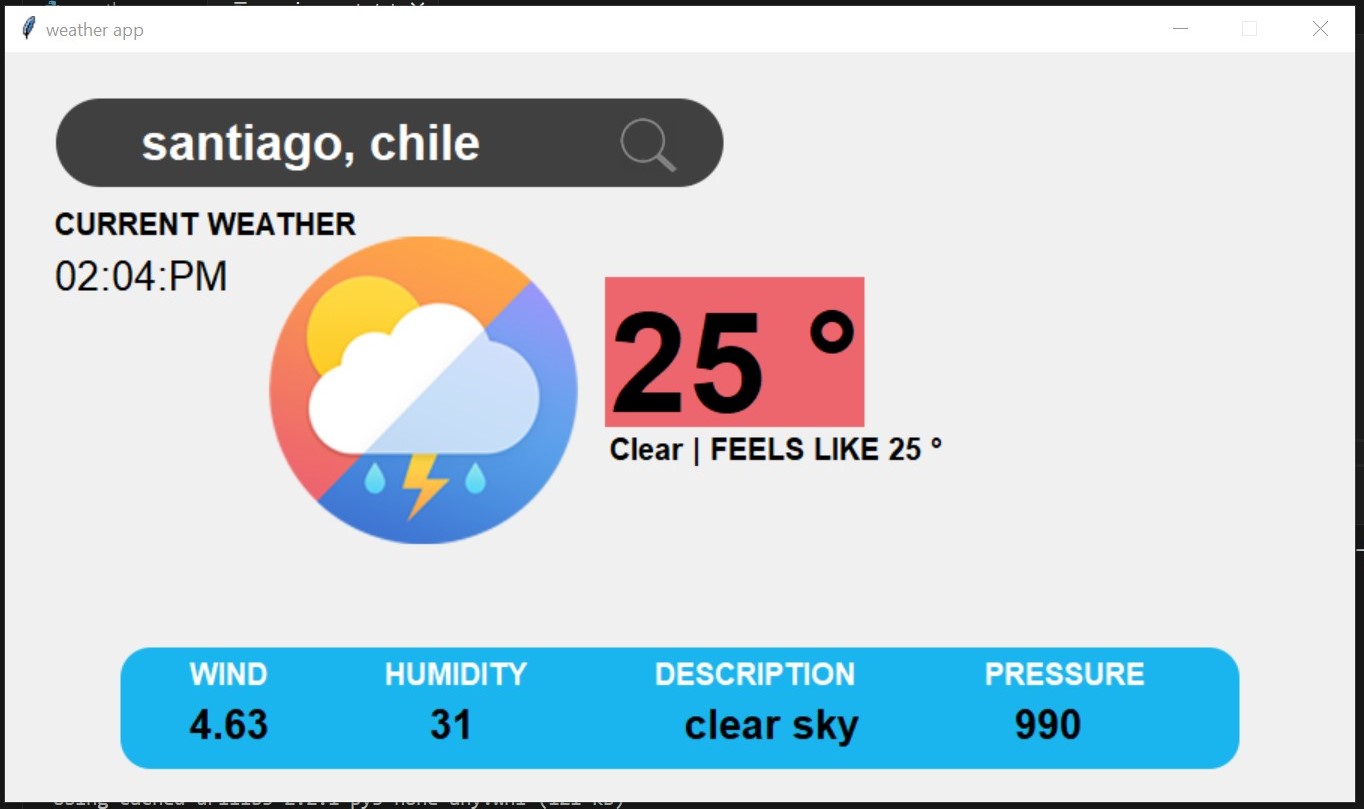 weather app
santiago, chile
CURRENT WEATHER
02:04:PM
25 °
Clear | FEELS LIKE 25 °
WIND HUMIDITY DESCRIPTION PRESSURE
4.63 31 clear sky 990